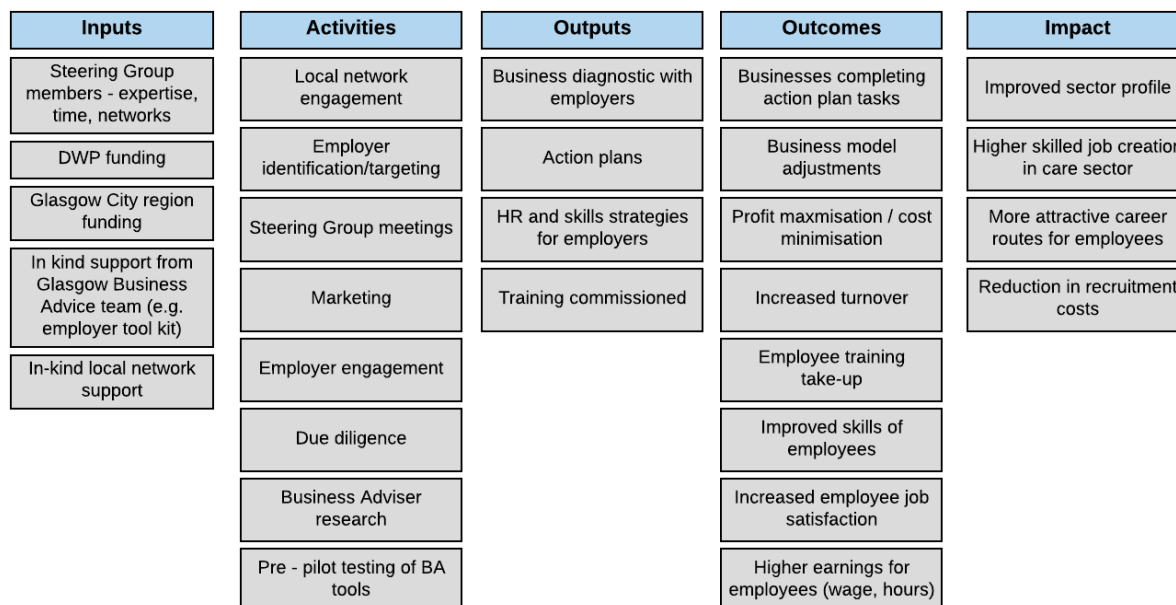 Inputs
Steering Group
members - expertise,
time, networks
DWP funding
Glasgow City region
funding
In kind support from
Glasgow Business
Advice team (e.g.
employer tool kit)
In-kind local network
support
Activities
Local network
engagement
Employer
identification/targeting
Steering Group meetings
Marketing
Employer engagement
Due diligence
Business Adviser
research
Pre - pilot testing of BA
tools
Outputs
Business diagnostic with
employers
Action plans
HR and skills strategies
for employers
Training commissioned
Outcomes
Businesses completing
action plan tasks
Business model
adjustments
Profit maxmisation / cost
minimisation
Increased turnover
Employee training
take-up
Improved skills of
employees
Increased employee job
satisfaction
Higher earnings for
employees (wage, hours)
Impact
Improved sector profile
Higher skilled job creation
in care sector
More attractive career
routes for employees
Reduction in recruitment
costs